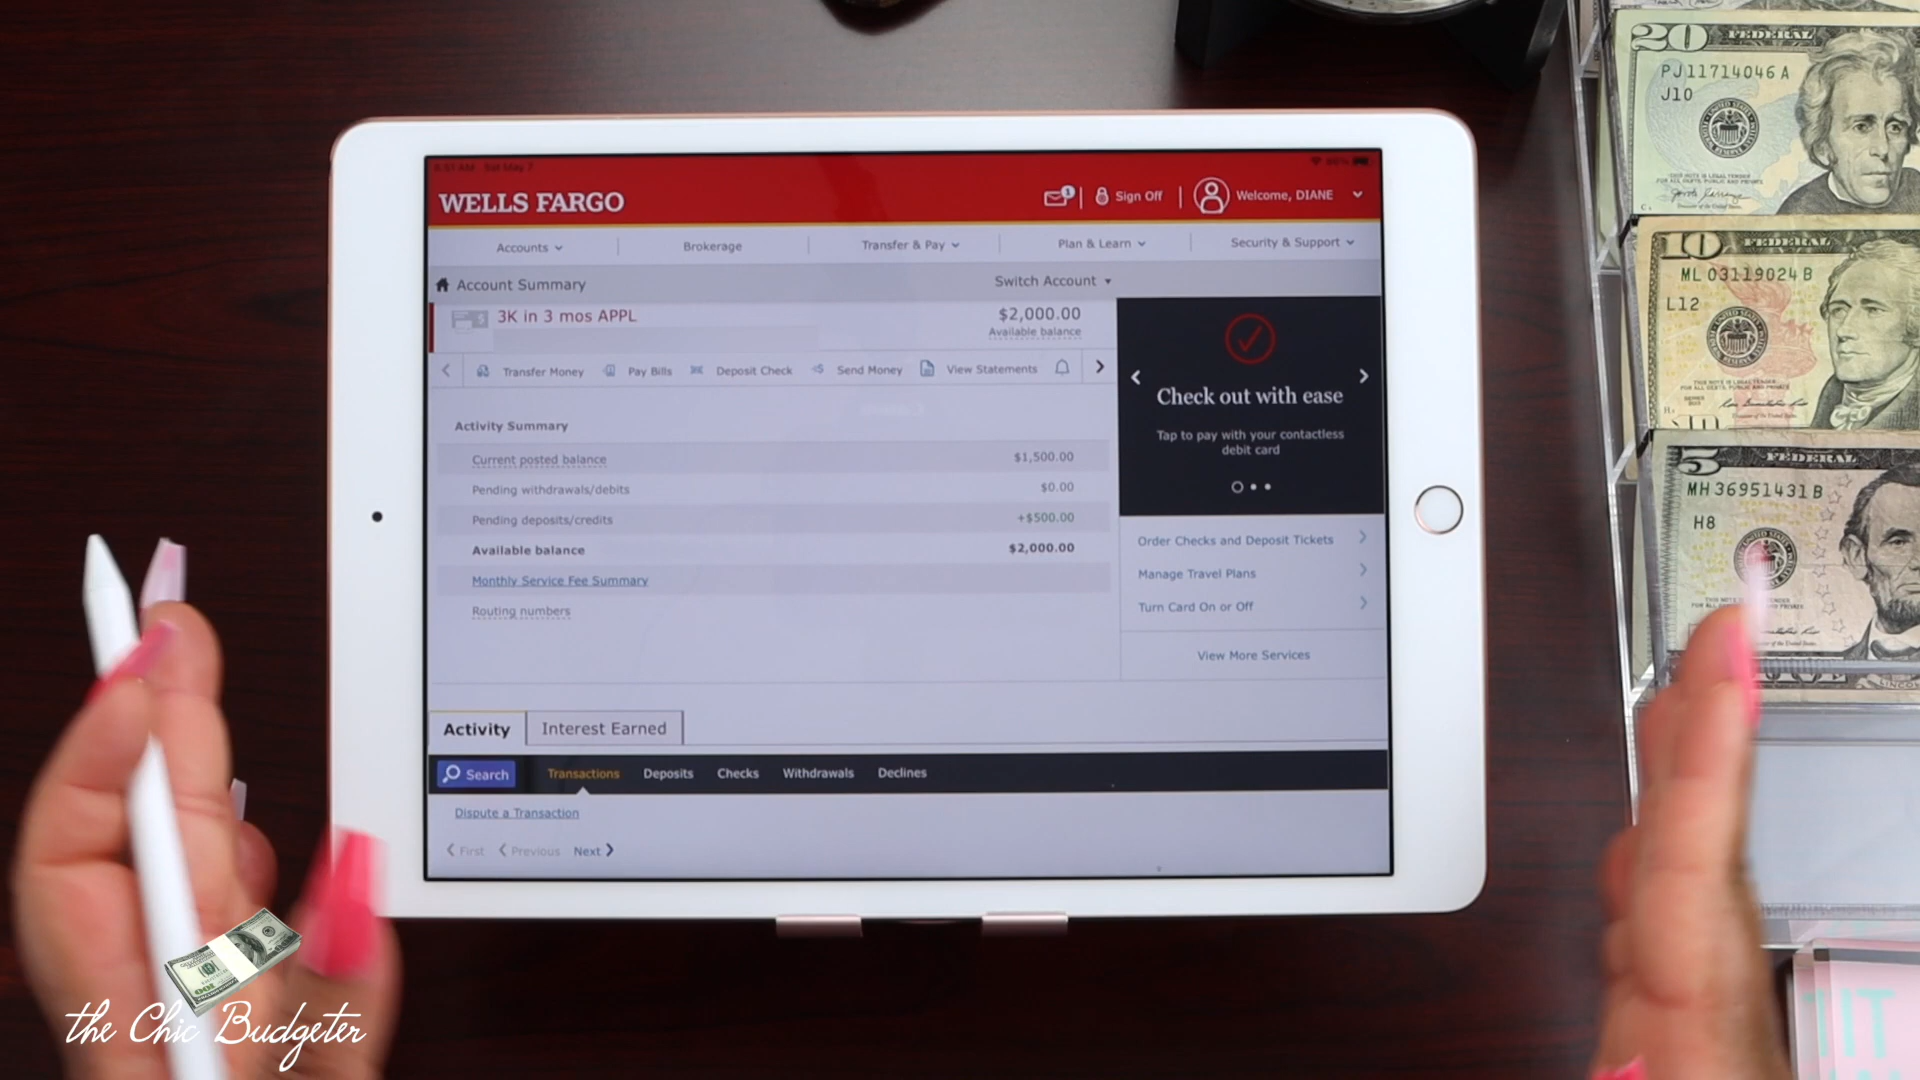 WELLS FARGO
1
Sign Off
Welcome, DIANE
Accounts
Brokerage
Transfer & Pay
Plan & Learn
Security & Support
Account Summary
Switch Account
3K in 3 mos APPL
$2,000.00
Available balance
Transfer Money
Pay Bills
Deposit Check
Send Money
View Statements
Check out with ease
Tap to pay with your contactless
debit card
Activity Summary
Current posted balance
$1,500.00
Pending withdrawals/debits
$0.00
Pending deposits/credits
+$500.00
Available balance
$2,000.00
Monthly Service Fee Summary
Routing numbers
Order Checks and Deposit Tickets
Manage Travel Plans
Turn Card On or Off
View More Services
Activity
Interest Earned
Search
Transactions
Deposits
Checks
Withdrawals
Declines
Dispute a Transaction
First
Previous
Next
20
FEDERAL
PJ11714046A
J10
10
FEDERAL
ML03119024B
L12
5
FEDERAL
MH36951431B
H8
the Chic Budgeter